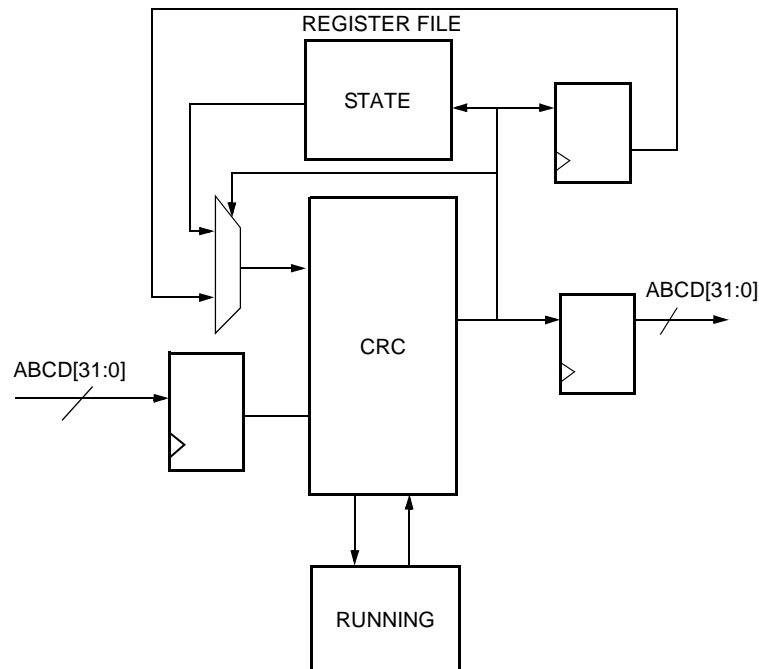 REGISTER FILE
STATE
ABCD[31:0]
CRC
ABCD[31:0]
RUNNING